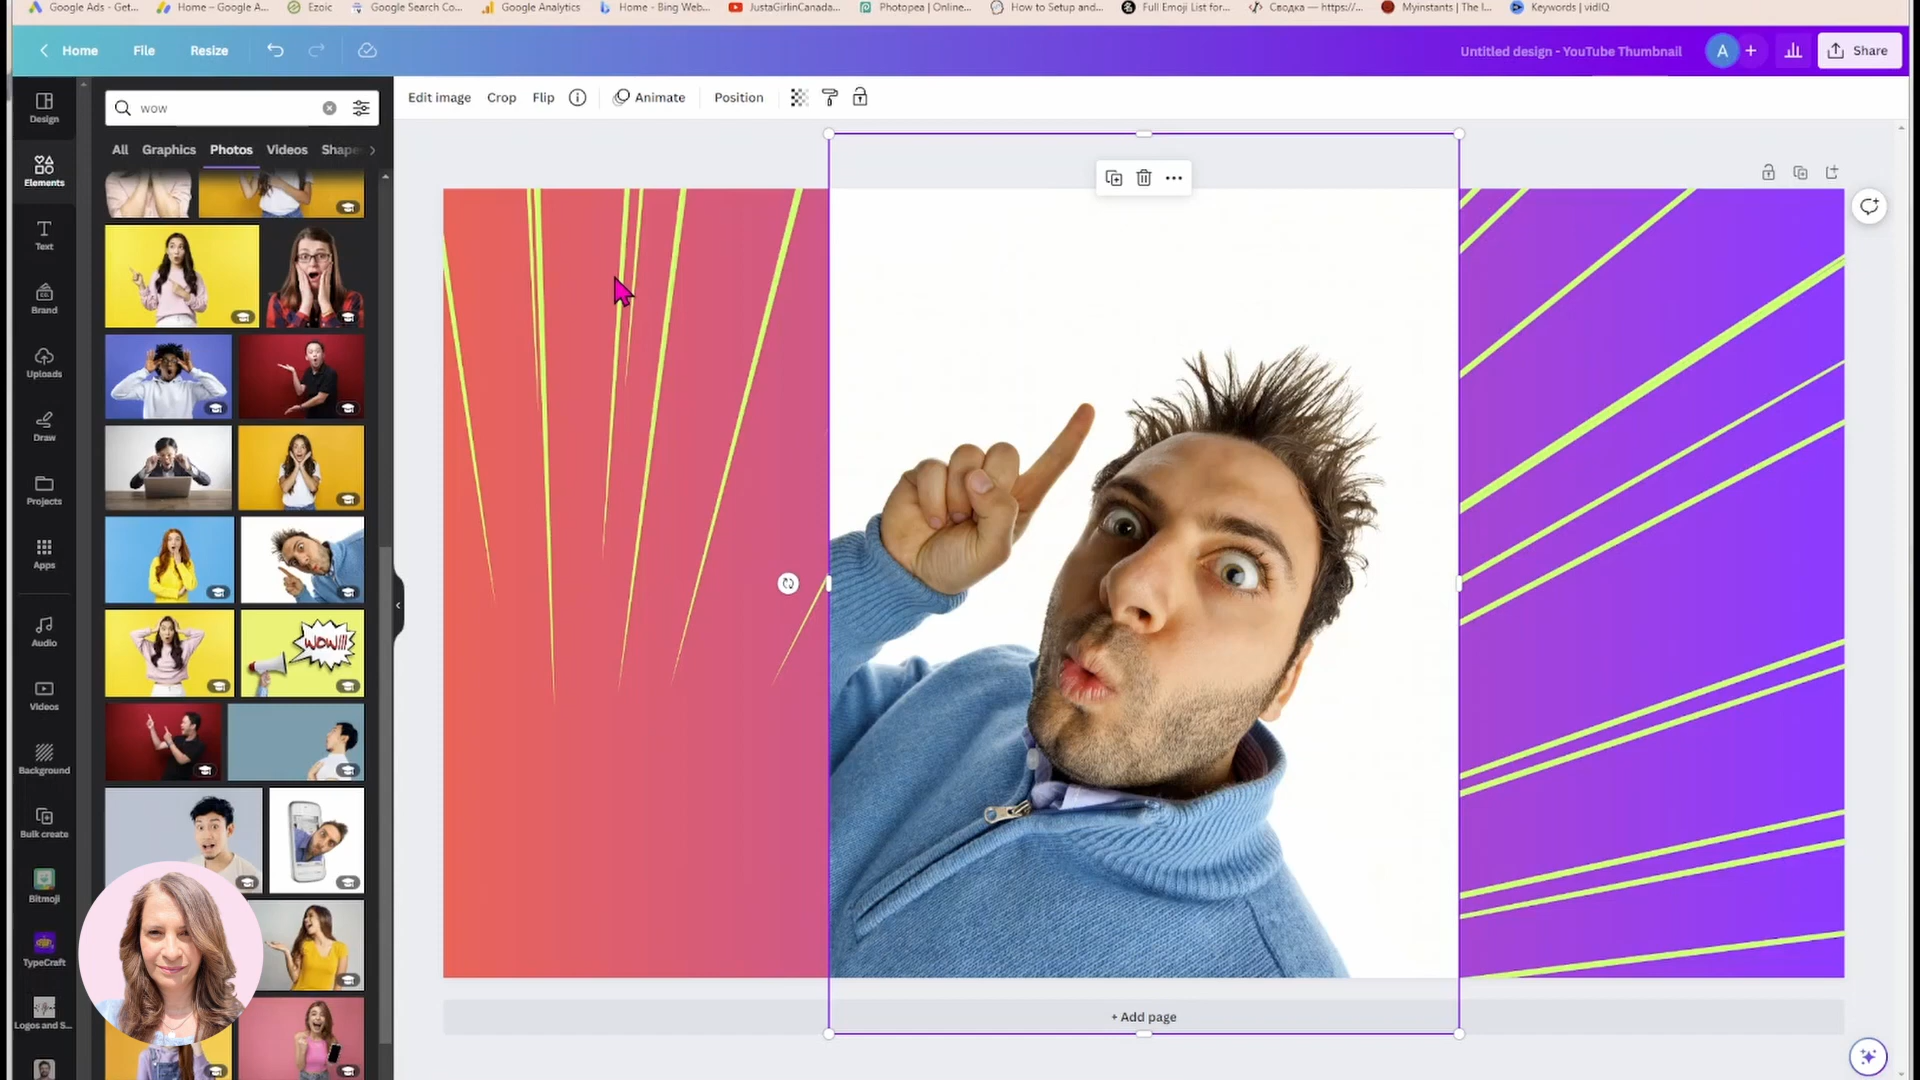 Google Ads - Get...
Home - Google A...
Ezoic
Google Search Co...
Google Analytics
Home - Bing Web...
JustaGirlinCanada...
Photopea | Online...
How to Setup and...
Full Emoji List for...
Сводка — https://...
Myinstants | The I...
Keywords | vidIQ
Home
File
Resize
Untitled design - YouTube Thumbnail
A
Share
wow
Edit image
Crop
Flip
Animate
Position
All
Graphics
Photos
Videos
Shape
Design
Elements
Text
Brand
Uploads
Draw
Projects
Apps
Audio
Videos
Background
Bulk create
Bitmoji
TypeCraft
Logos and S...
WOW!!!
+ Add page